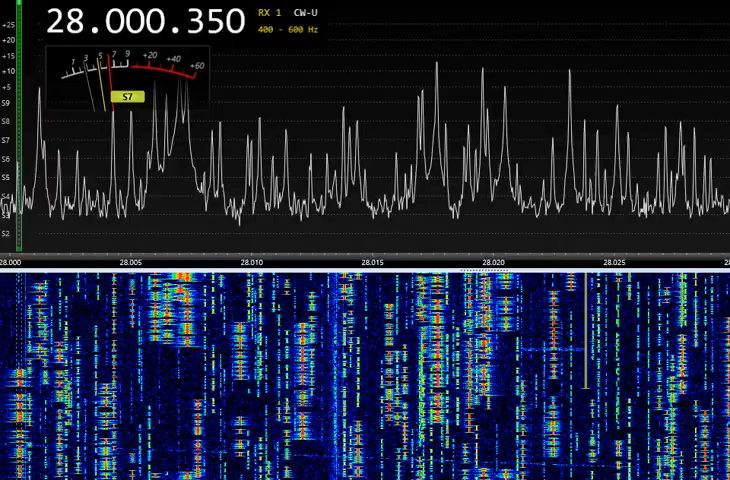 28.000.350
RX 1 CW-U
400 - 600 Hz
1 3 5 7 9 +20 +40 +60
S7
+25
+20
+15
+10
+5
S9
S8
S7
S6
S5
S4
S3
S2
28.000 28.005 28.010 28.015 28.020 28.025